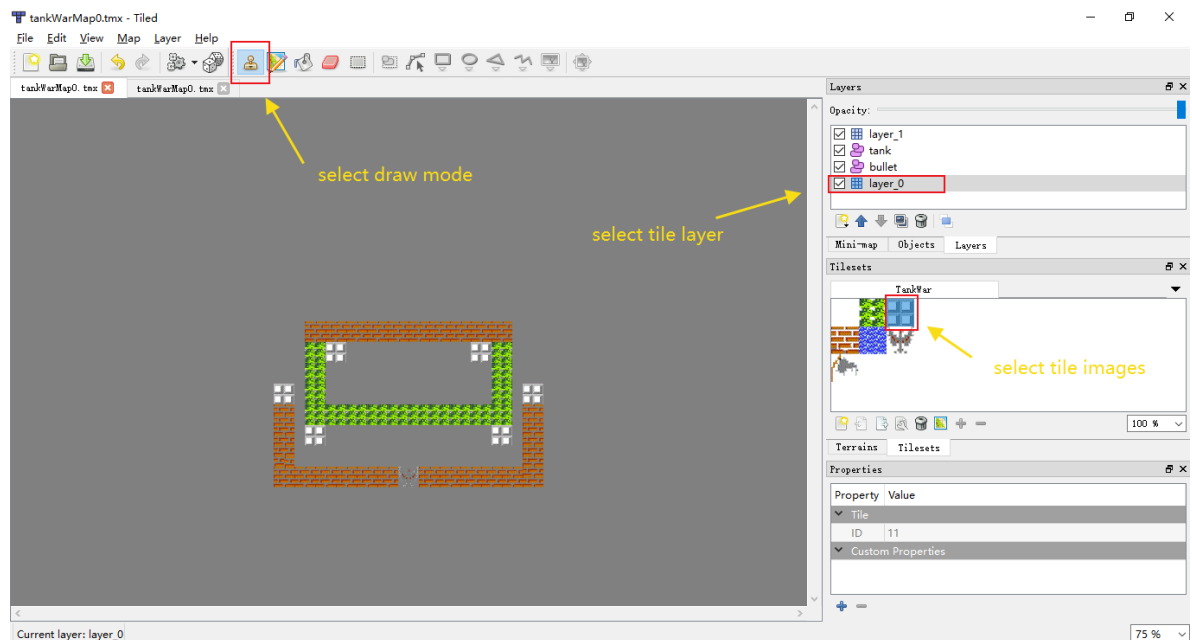 tankWarMap0.tmx - Tiled
File Edit View Map Layer Help
tankWarMap0.tmx tankWarMap0.tmx
select draw mode
select tile layer
Layers
Opacity:
layer_1
tank
bullet
layer_0
Mini-map Objects Layers
Tilesets
TankWar
select tile images
100 %
Terrains Tilesets
Properties
Property Value
Tile
ID 11
Custom Properties
Current layer: layer_0
75 %